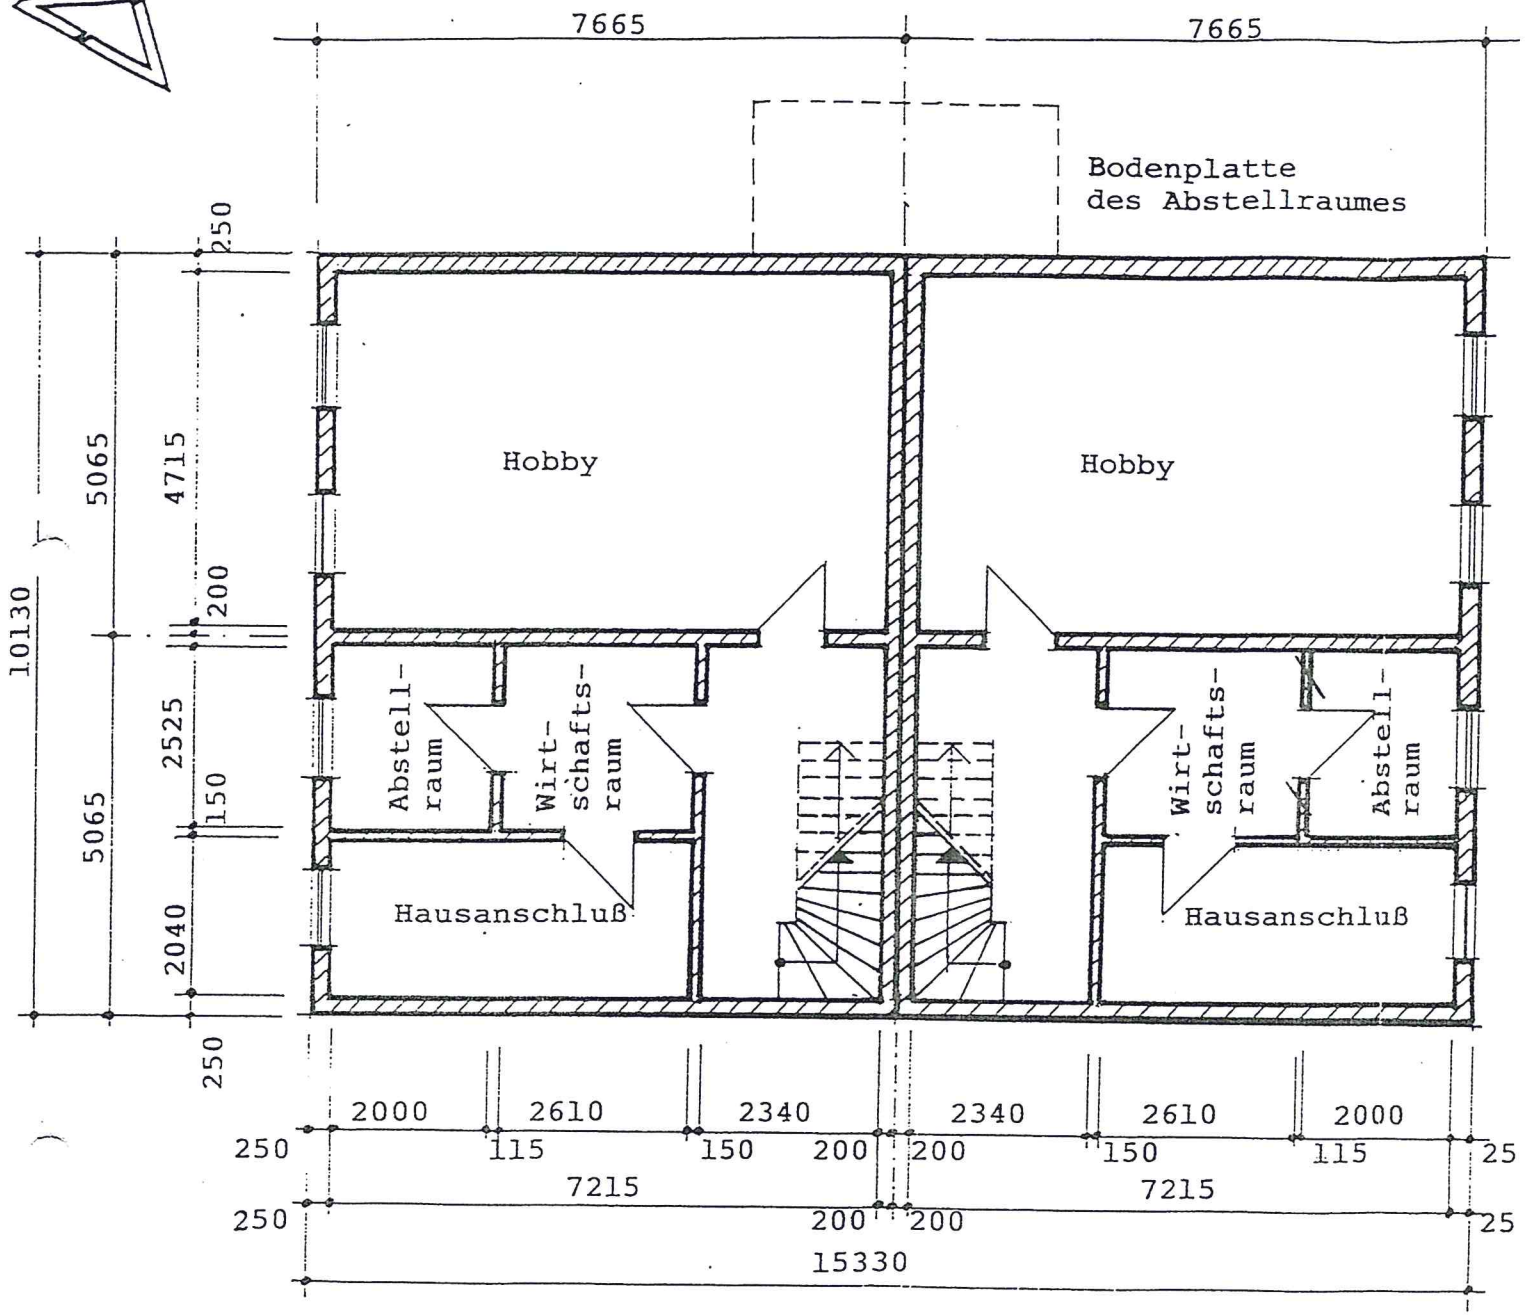 7665
7665
Bodenplatte
des Abstellraumes
250
5065
4715
Hobby
Hobby
10130
200
2525
150
5065
2040
250
Abstell-
raum
Wirt-
schafts-
raum
Wirt-
schafts-
raum
Abstell-
raum
Hausanschluß
Hausanschluß
2000
2610
2340
2340
2610
2000
250
115
150
200
200
150
115
25
7215
7215
250
200
200
25
15330